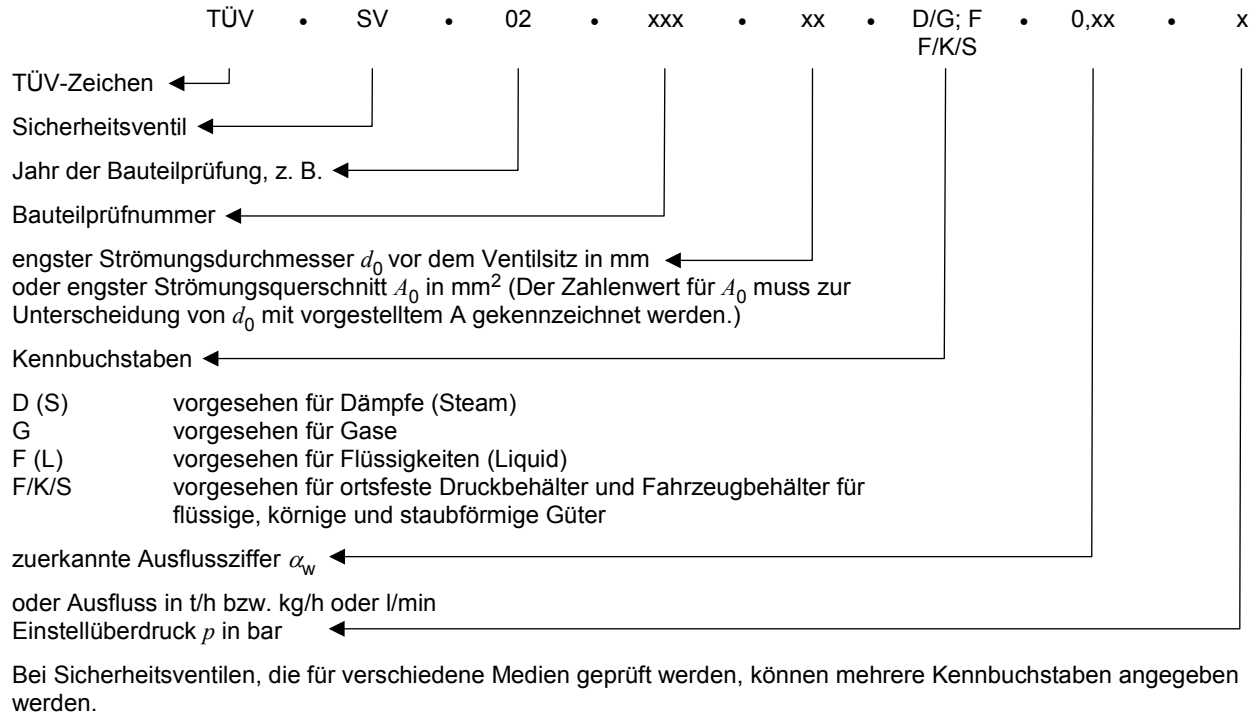 TÜV • SV • 02 • xxx • xx • D/G; F • 0,xx • x
F/K/S
TÜV-Zeichen
Sicherheitsventil
Jahr der Bauteilprüfung, z. B.
Bauteilprüfnummer
engster Strömungsdurchmesser d0 vor dem Ventilsitz in mm
oder engster Strömungsquerschnitt A0 in mm2 (Der Zahlenwert für A0 muss zur
Unterscheidung von d0 mit vorgestelltem A gekennzeichnet werden.)
Kennbuchstaben
D (S) vorgesehen für Dämpfe (Steam)
G vorgesehen für Gase
F (L) vorgesehen für Flüssigkeiten (Liquid)
F/K/S vorgesehen für ortsfeste Druckbehälter und Fahrzeugbehälter für
flüssige, körnige und staubförmige Güter
zuerkannte Ausflussziffer αw
oder Ausfluss in t/h bzw. kg/h oder l/min
Einstellüberdruck p in bar
Bei Sicherheitsventilen, die für verschiedene Medien geprüft werden, können mehrere Kennbuchstaben angegeben
werden.